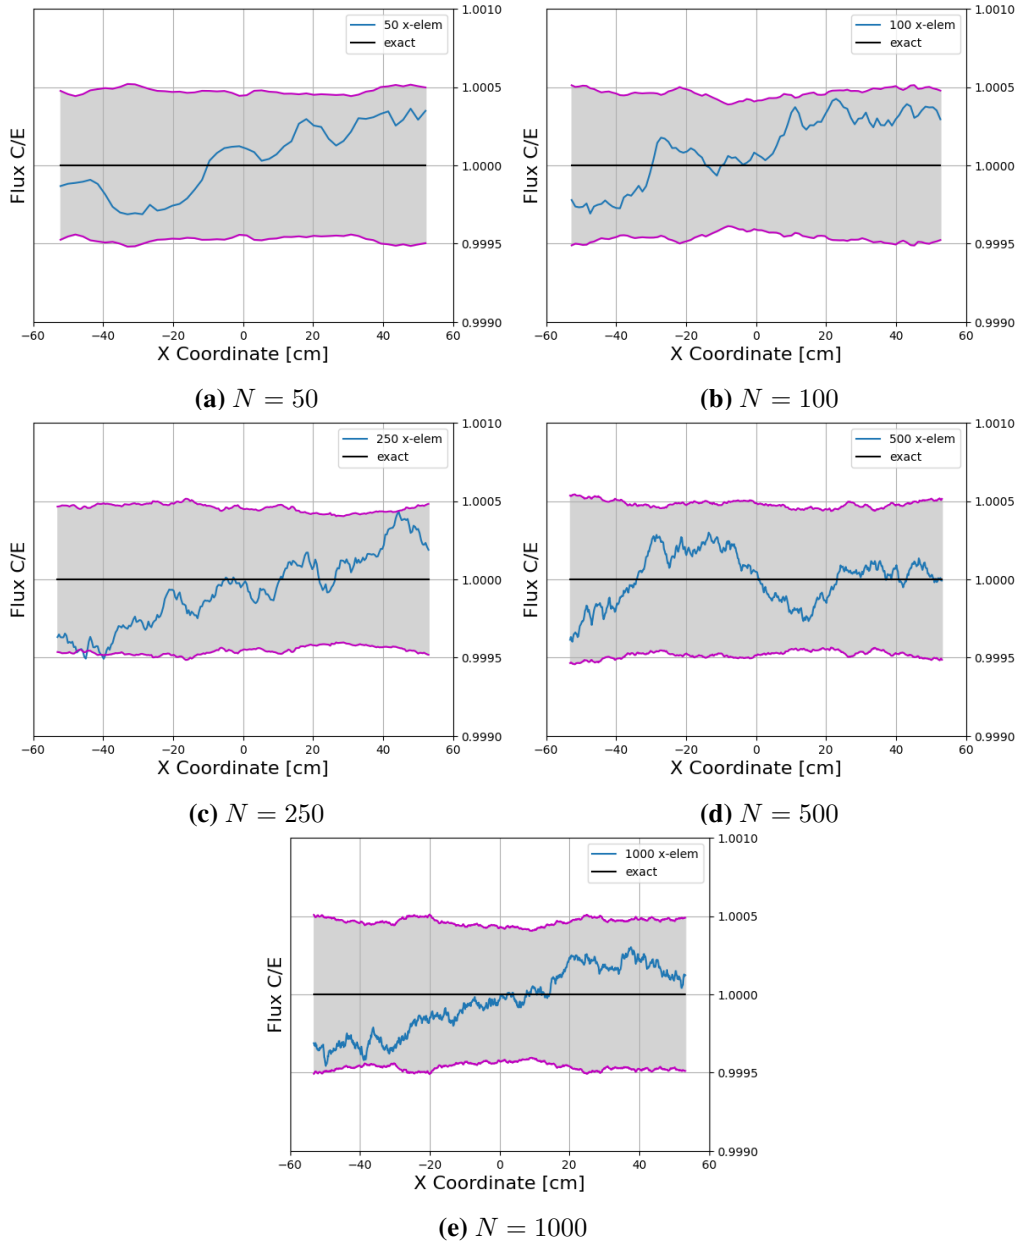 50 x-elem
exact
1.0010
1.0005
1.0000
0.9995
0.9990
Flux C/E
−60 −40 −20 0 20 40 60
X Coordinate [cm]
(a) N = 50
100 x-elem
exact
1.0010
1.0005
1.0000
0.9995
0.9990
Flux C/E
−60 −40 −20 0 20 40 60
X Coordinate [cm]
(b) N = 100
250 x-elem
exact
1.0010
1.0005
1.0000
0.9995
0.9990
Flux C/E
−60 −40 −20 0 20 40 60
X Coordinate [cm]
(c) N = 250
500 x-elem
exact
1.0010
1.0005
1.0000
0.9995
0.9990
Flux C/E
−60 −40 −20 0 20 40 60
X Coordinate [cm]
(d) N = 500
1000 x-elem
exact
1.0010
1.0005
1.0000
0.9995
0.9990
Flux C/E
−60 −40 −20 0 20 40 60
X Coordinate [cm]
(e) N = 1000